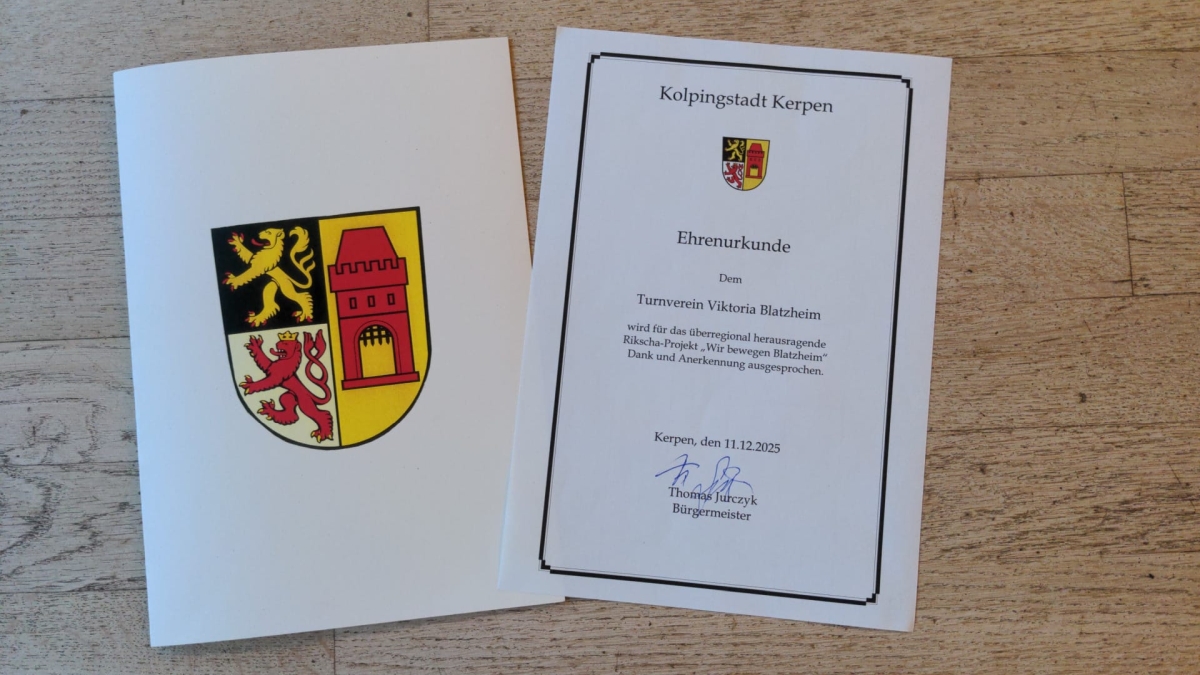 Kolpingstadt Kerpen
Ehrenurkunde
Dem
Turnverein Viktoria Blatzheim
wird für das überregional herausragende
Rikscha-Projekt „Wir bewegen Blatzheim“
Dank und Anerkennung ausgesprochen.
Kerpen, den 11.12.2025
Thomas Jurczyk
Bürgermeister